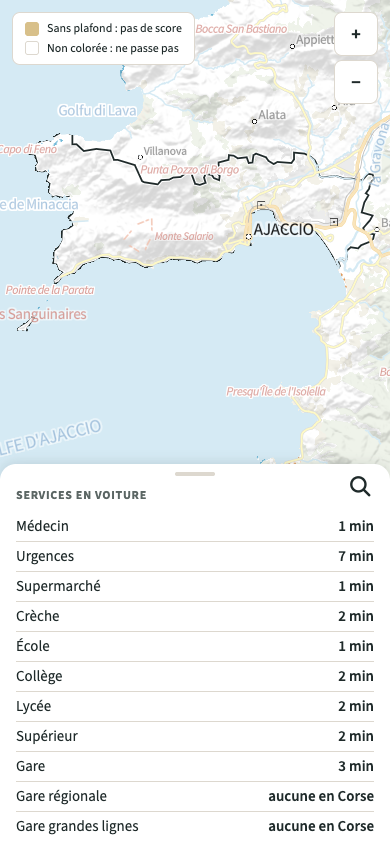 Sans plafond : pas de score
Non colorée : ne passe pas
+
−
Bocca San Bastiano
Appiett
Golfu di Lava
Alata
Capo di Feno
Villanova
Punta Pozzo di Borgo
a Gravona
e de Minaccia
Monte Salario
AJACCIO
Ba
Pointe de la Parata
s Sanguinaires
Presqu'île de l'Isolella
LFE D'AJACCIO
SERVICES EN VOITURE
Médecin 1 min
Urgences 7 min
Supermarché 1 min
Crèche 2 min
École 1 min
Collège 2 min
Lycée 2 min
Supérieur 2 min
Gare 3 min
Gare régionale aucune en Corse
Gare grandes lignes aucune en Corse